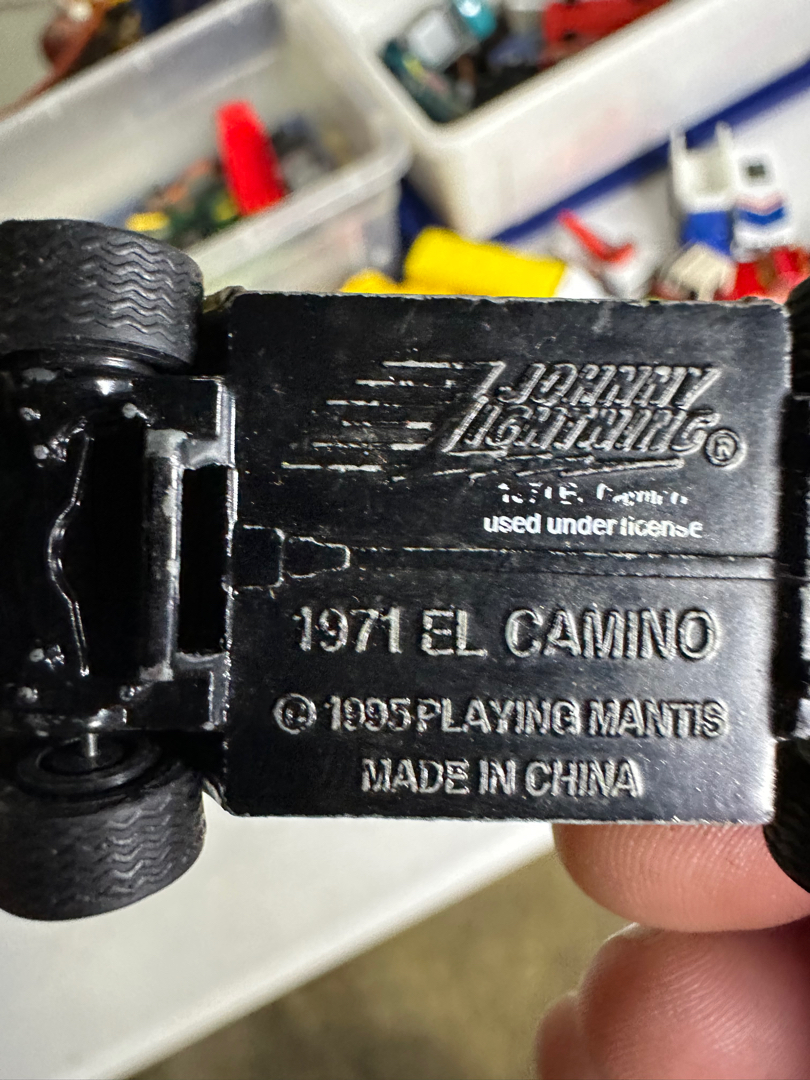 JOHNNY
LIGHTNING®
used under license
1971 EL CAMINO
© 1995 PLAYING MANTIS
MADE IN CHINA